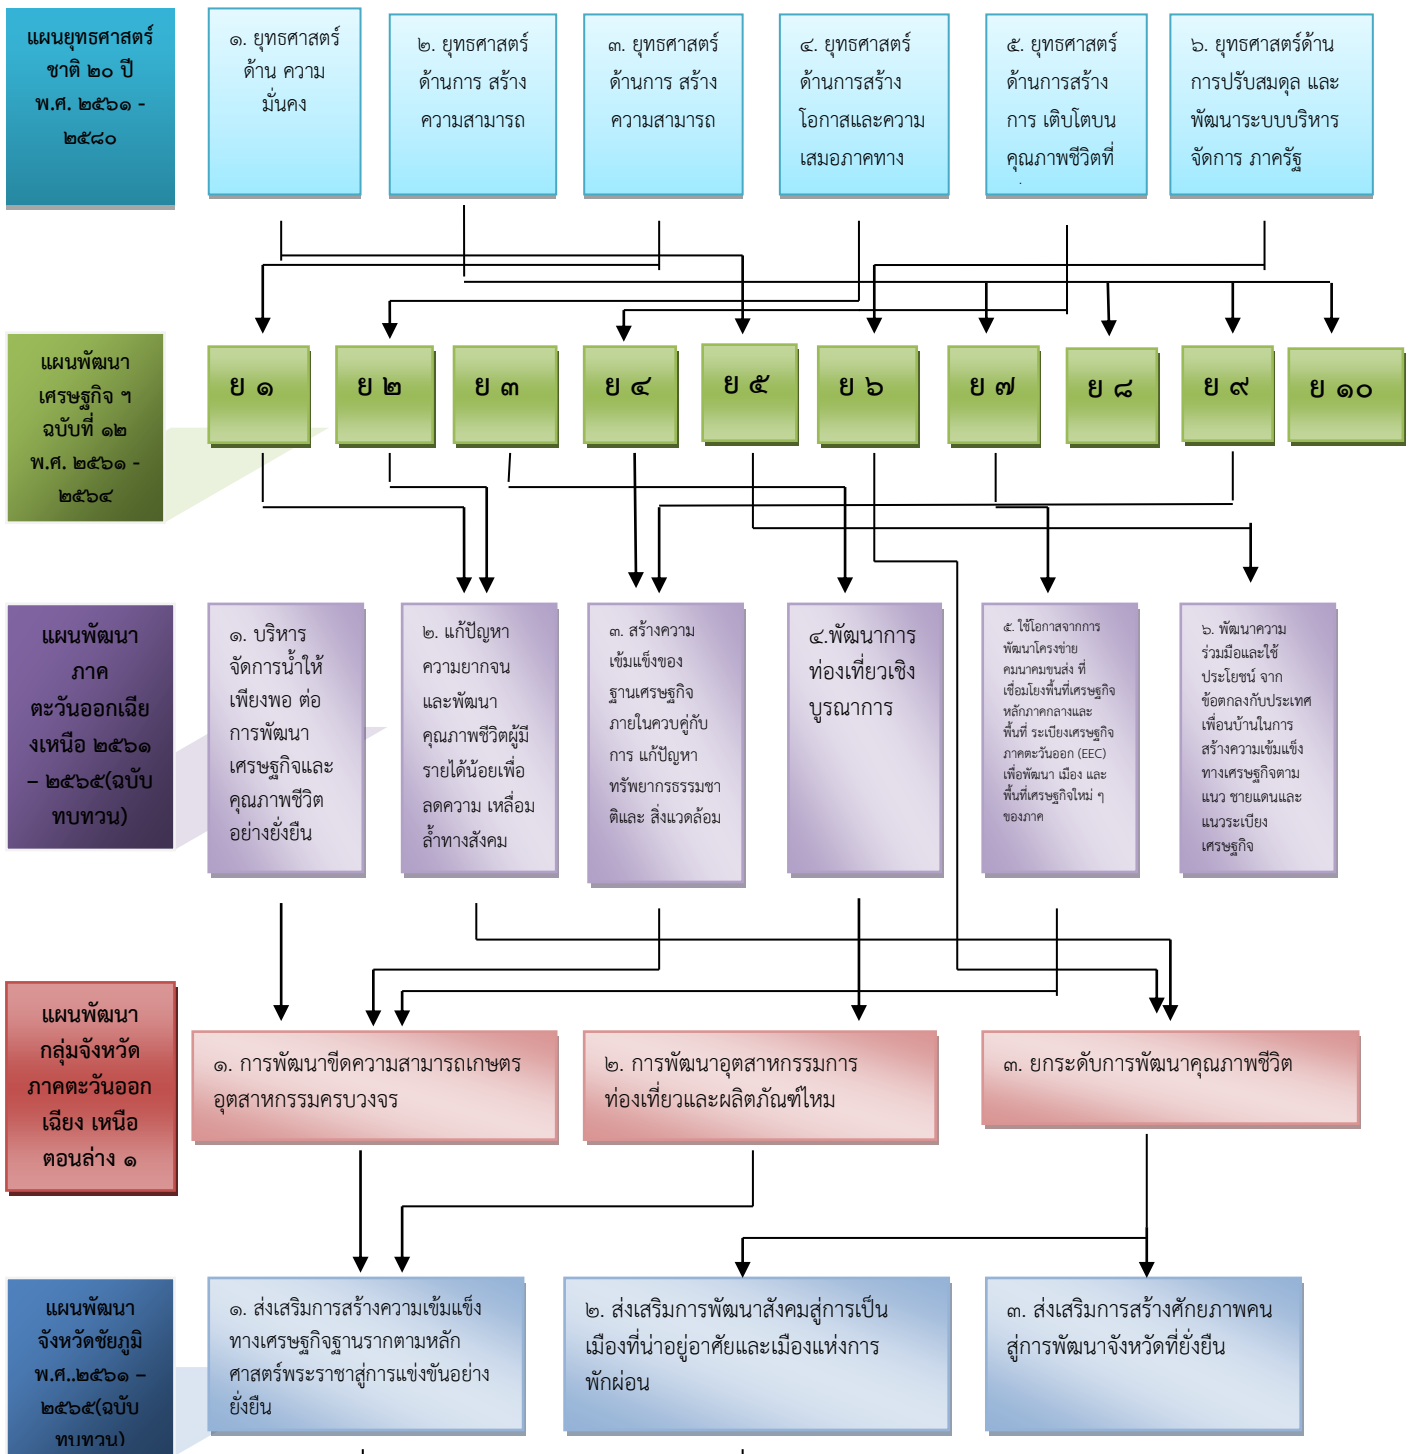 แผนยุทธศาสตร์
ชาติ ๒๐ ปี
พ.ศ. ๒๕๖๑ -
๒๕๘๐
๑. ยุทธศาสตร์
ด้าน ความ
มั่นคง
๒. ยุทธศาสตร์
ด้านการ สร้าง
ความสามารถ
๓. ยุทธศาสตร์
ด้านการ สร้าง
ความสามารถ
๔. ยุทธศาสตร์
ด้านการสร้าง
โอกาสและความ
เสมอภาคทาง
๕. ยุทธศาสตร์
ด้านการสร้าง
การ เติบโตบน
คุณภาพชีวิตที่
๖. ยุทธศาสตร์ด้าน
การปรับสมดุล และ
พัฒนาระบบบริหาร
จัดการ ภาครัฐ
แผนพัฒนา
เศรษฐกิจ ฯ
ฉบับที่ ๑๒
พ.ศ. ๒๕๖๑ -
๒๕๖๔
ย ๑
ย ๒
ย ๓
ย ๔
ย ๕
ย ๖
ย ๗
ย ๘
ย ๙
ย ๑๐
แผนพัฒนา
ภาค
ตะวันออกเฉีย
งเหนือ ๒๕๖๑
– ๒๕๖๕(ฉบับ
ทบทวน)
๑. บริหาร
จัดการน้ำให้
เพียงพอ ต่อ
การพัฒนา
เศรษฐกิจและ
คุณภาพชีวิต
อย่างยั่งยืน
๒. แก้ปัญหา
ความยากจน
และพัฒนา
คุณภาพชีวิตผู้มี
รายได้น้อยเพื่อ
ลดความ เหลื่อม
ล้ำทางสังคม
๓. สร้างความ
เข้มแข็งของ
ฐานเศรษฐกิจ
ภายในควบคู่กับ
การ แก้ปัญหา
ทรัพยากรธรรมชา
ติและ สิ่งแวดล้อม
๔.พัฒนาการ
ท่องเที่ยวเชิง
บูรณาการ
๕. ใช้โอกาสจากการ
พัฒนาโครงข่าย
คมนาคมขนส่ง ที่
เชื่อมโยงพื้นที่เศรษฐกิจ
หลักภาคกลางและ
พื้นที่ ระเบียงเศรษฐกิจ
ภาคตะวันออก (EEC)
เพื่อพัฒนา เมือง และ
พื้นที่เศรษฐกิจใหม่ ๆ
ของภาค
๖. พัฒนาความ
ร่วมมือและใช้
ประโยชน์ จาก
ข้อตกลงกับประเทศ
เพื่อนบ้านในการ
สร้างความเข้มแข็ง
ทางเศรษฐกิจตาม
แนว ชายแดนและ
แนวระเบียง
เศรษฐกิจ
แผนพัฒนา
กลุ่มจังหวัด
ภาคตะวันออก
เฉียง เหนือ
ตอนล่าง ๑
๑. การพัฒนาขีดความสามารถเกษตร
อุตสาหกรรมครบวงจร
๒. การพัฒนาอุตสาหกรรมการ
ท่องเที่ยวและผลิตภัณฑ์ไหม
๓. ยกระดับการพัฒนาคุณภาพชีวิต
แผนพัฒนา
จังหวัดชัยภูมิ
พ.ศ..๒๕๖๑ –
๒๕๖๕(ฉบับ
ทบทวน)
๑. ส่งเสริมการสร้างความเข้มแข็ง
ทางเศรษฐกิจฐานรากตามหลัก
ศาสตร์พระราชาสู่การแข่งขันอย่าง
ยั่งยืน
๒. ส่งเสริมการพัฒนาสังคมสู่การเป็น
เมืองที่น่าอยู่อาศัยและเมืองแห่งการ
พักผ่อน
๓. ส่งเสริมการสร้างศักยภาพคน
สู่การพัฒนาจังหวัดที่ยั่งยืน